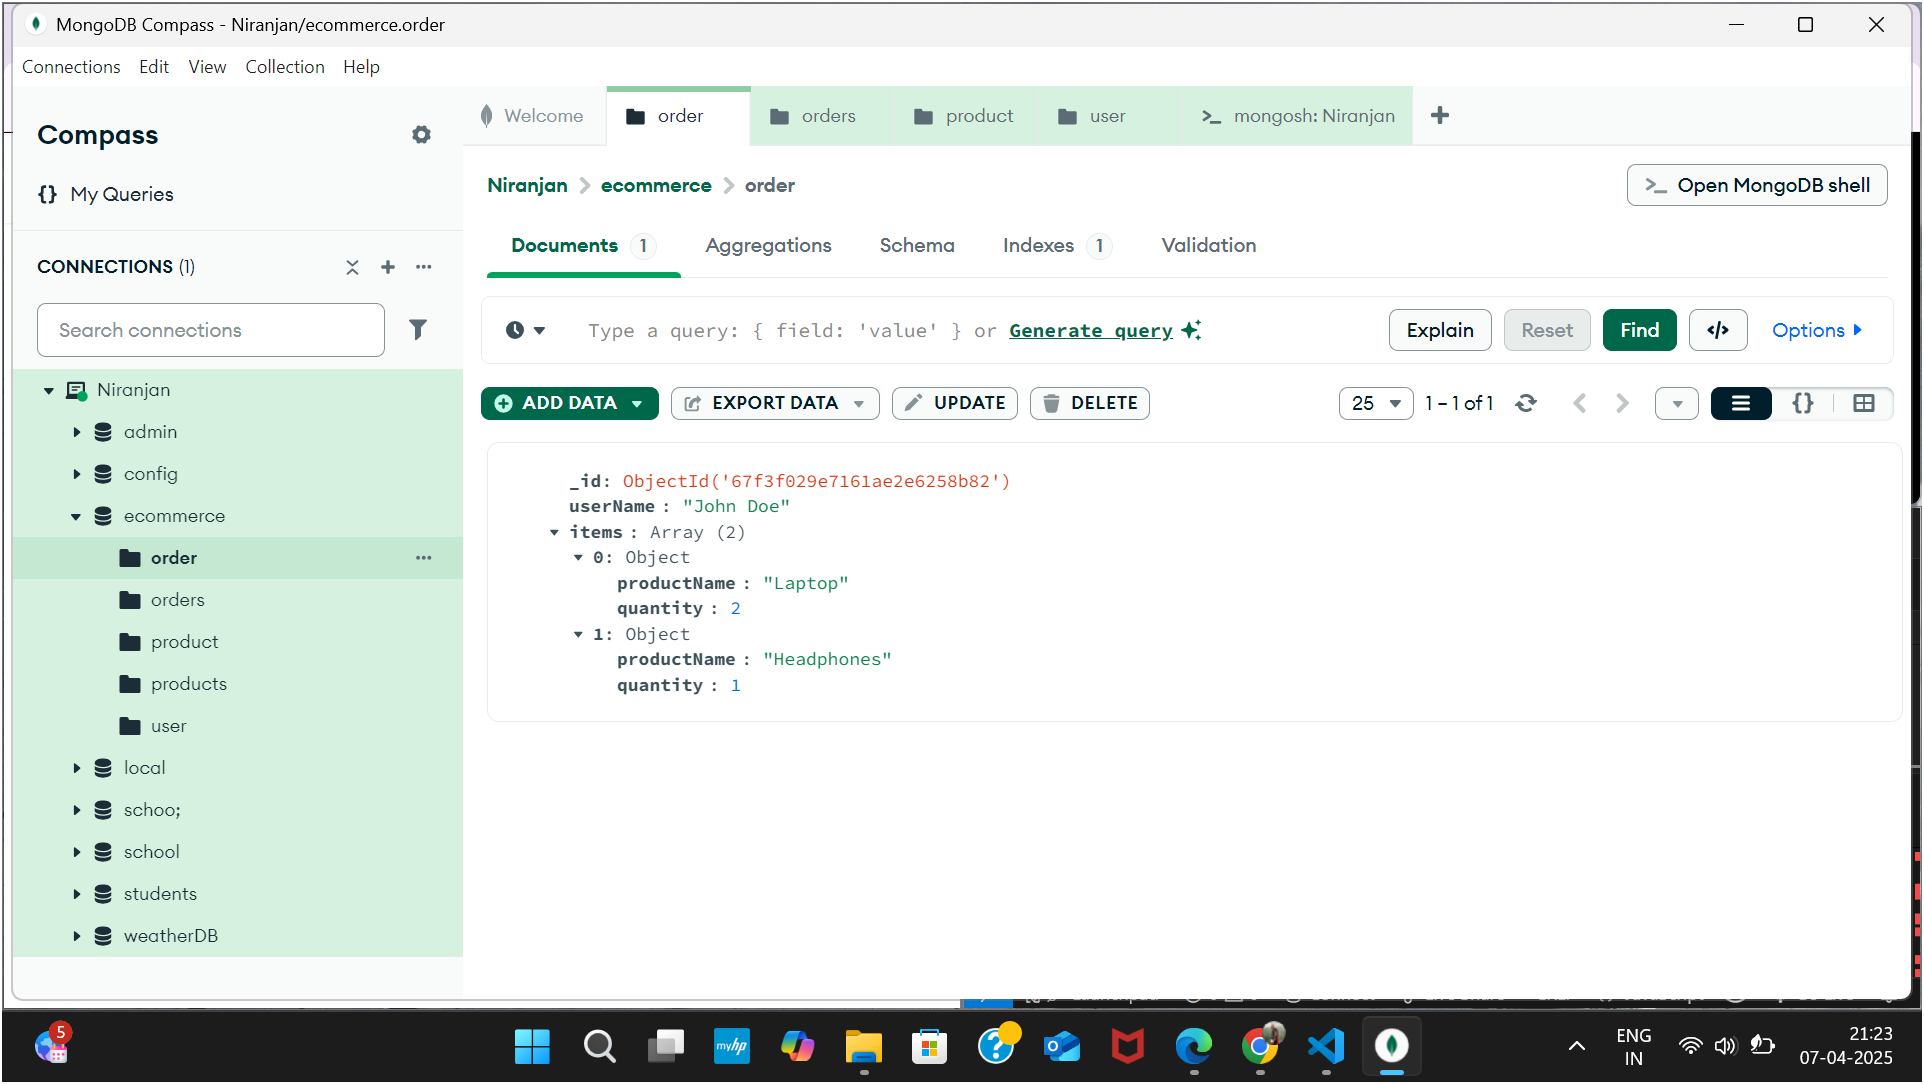 MongoDB Compass - Niranjan/ecommerce.order
Connections Edit View Collection Help
Compass
{} My Queries
CONNECTIONS (1)
Search connections
Niranjan
admin
config
ecommerce
order
orders
product
products
user
local
schoo;
school
students
weatherDB
Welcome
order
orders
product
user
>_ mongosh: Niranjan
Niranjan > ecommerce > order
>_ Open MongoDB shell
Documents 1 Aggregations Schema Indexes 1 Validation
Type a query: { field: 'value' } or Generate query
Explain Reset Find </> Options
ADD DATA EXPORT DATA UPDATE DELETE
25 1 – 1 of 1 {}
_id: ObjectId('67f3f029e7161ae2e6258b82')
userName : "John Doe"
items : Array (2)
0: Object
productName : "Laptop"
quantity : 2
1: Object
productName : "Headphones"
quantity : 1
5
myhp
ENG
IN
21:23
07-04-2025